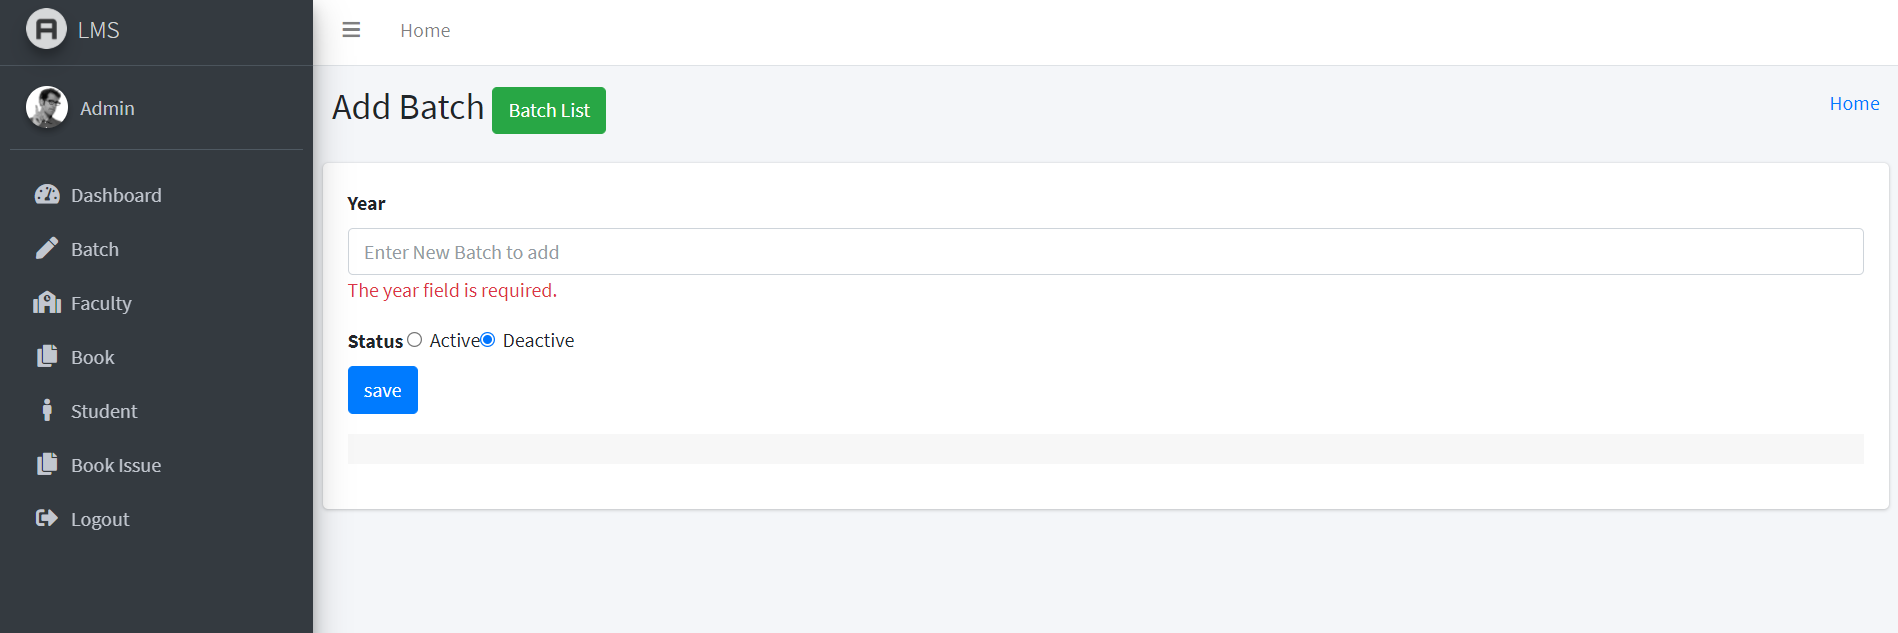 LMS
Home
Admin
Add Batch Batch List
Home
Dashboard
Batch
Faculty
Book
Student
Book Issue
Logout
Year
Enter New Batch to add
The year field is required.
Status Active Deactive
save